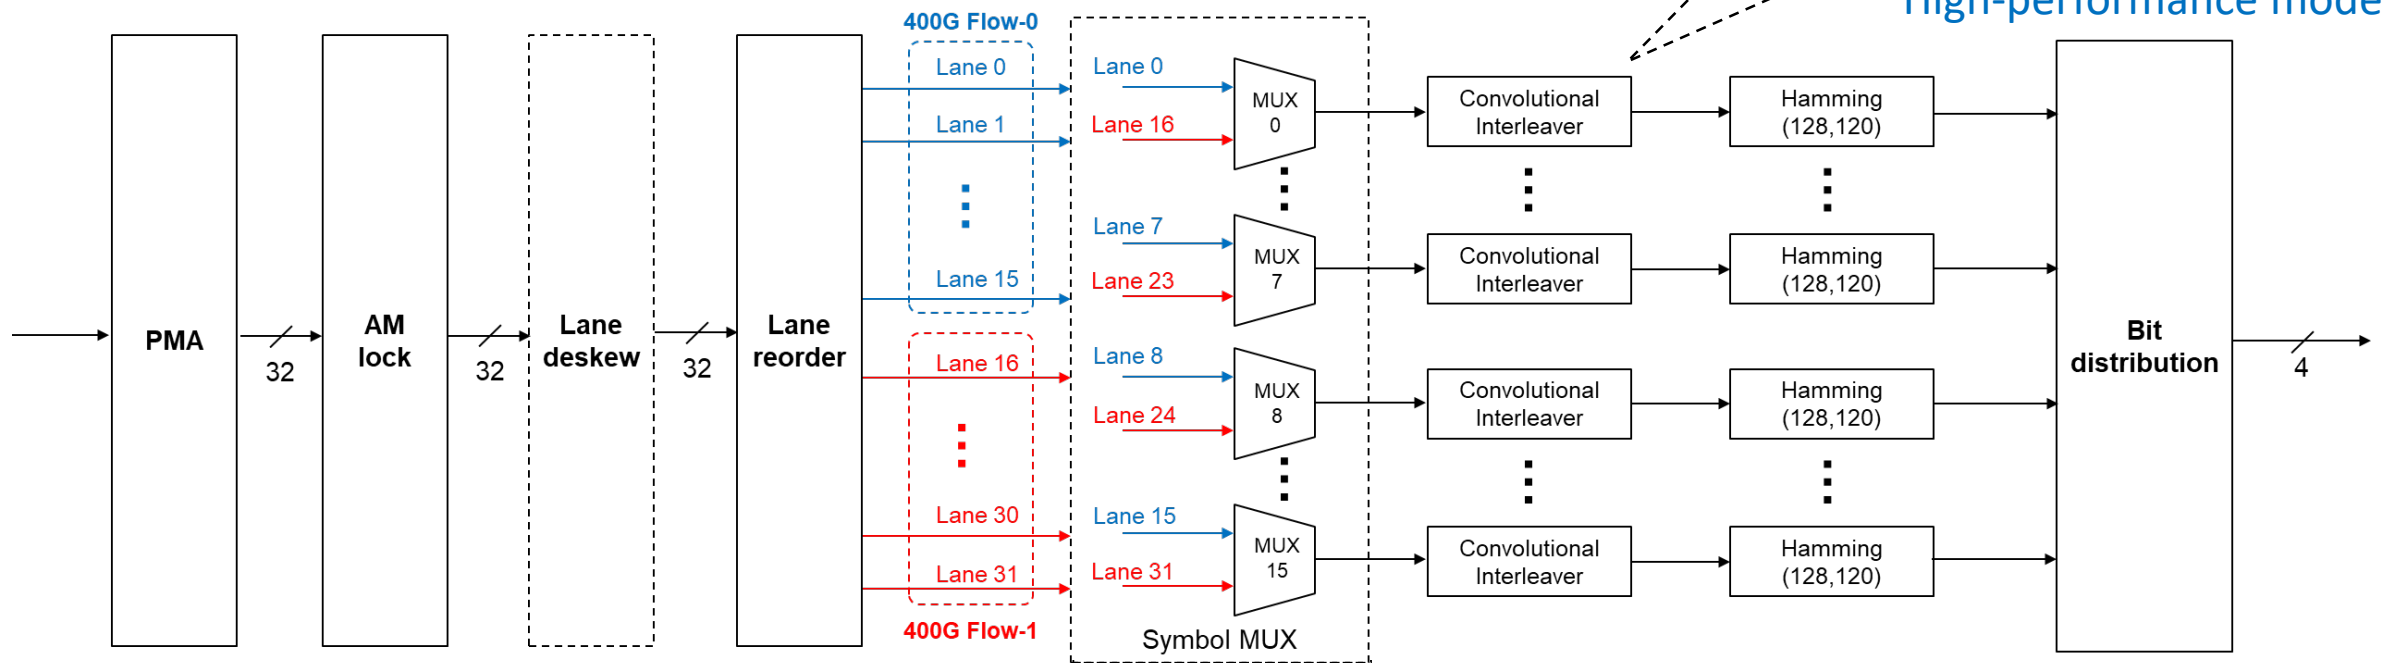 High-performance mode
400G Flow-0
PMA
32
AM
lock
32
Lane
deskew
32
Lane
reorder
Lane 0
Lane 1
Lane 15
Lane 16
Lane 30
Lane 31
400G Flow-1
Lane 0
Lane 16
MUX
0
Lane 7
Lane 23
MUX
7
Lane 8
Lane 24
MUX
8
Lane 15
Lane 31
MUX
15
Symbol MUX
Convolutional
Interleaver
Hamming
(128,120)
Convolutional
Interleaver
Hamming
(128,120)
Convolutional
Interleaver
Hamming
(128,120)
Convolutional
Interleaver
Hamming
(128,120)
Bit
distribution
4